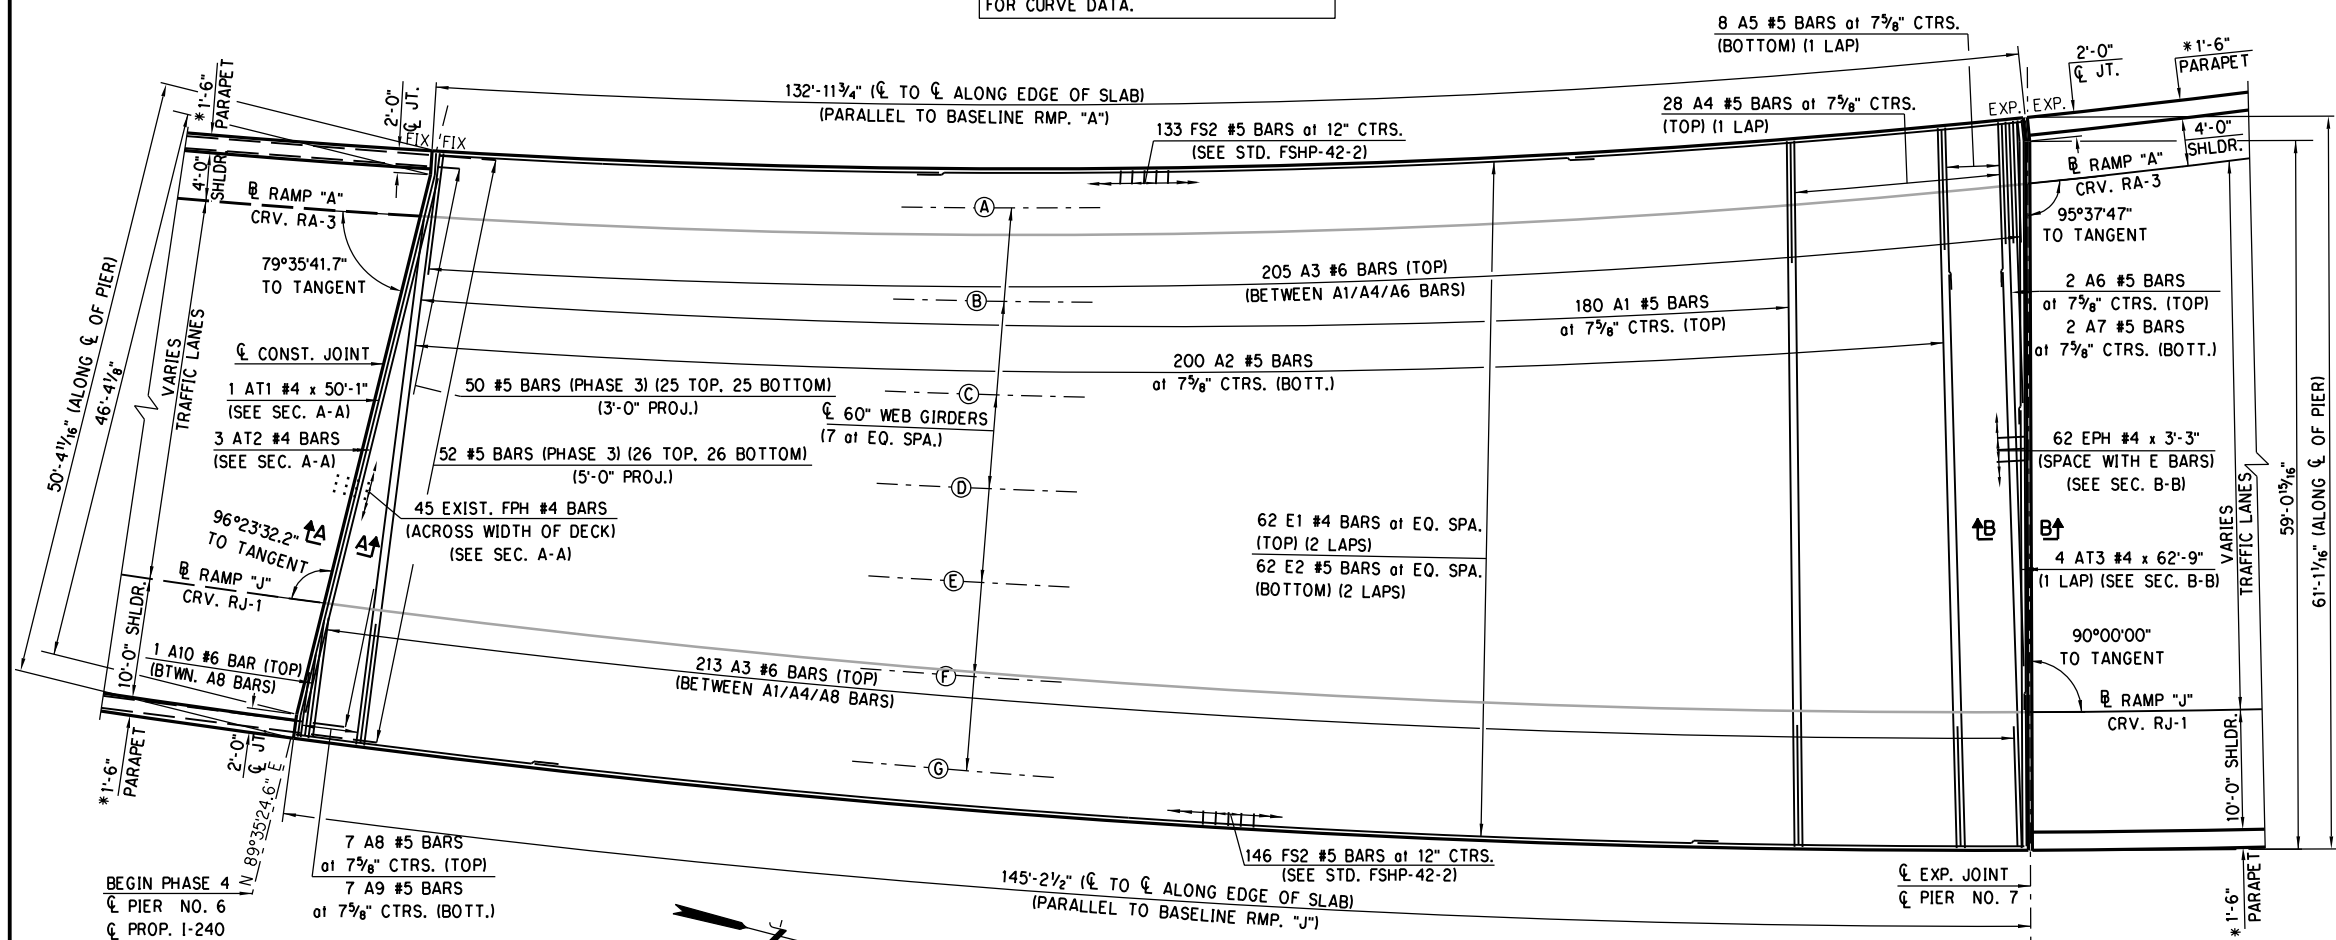 FOR CURVE DATA.
8 A5 #5 BARS at 7⅝" CTRS.
(BOTTOM) (1 LAP)
2'-0"
℄ JT.
*1'-6"
PARAPET
132'-11¾" (℄ TO ℄ ALONG EDGE OF SLAB)
(PARALLEL TO BASELINE RMP. "A")
28 A4 #5 BARS at 7⅝" CTRS.
(TOP) (1 LAP)
EXP. EXP.
133 FS2 #5 BARS at 12" CTRS.
(SEE STD. FSHP-42-2)
*1'-6"
PARAPET
2'-0"
℄ JT.
FIX FIX
4'-0"
SHLDR.
4'-0"
SHLDR.
B̲L RAMP "A"
CRV. RA-3
79°35'41.7"
TO TANGENT
BL RAMP "A"
CRV. RA-3
95°37'47"
TO TANGENT
A
205 A3 #6 BARS (TOP)
(BETWEEN A1/A4/A6 BARS)
B
180 A1 #5 BARS
at 7⅝" CTRS. (TOP)
2 A6 #5 BARS
at 7⅝" CTRS. (TOP)
2 A7 #5 BARS
at 7⅝" CTRS. (BOTT.)
50'-4¹¹⁄₁₆" (ALONG ℄ OF PIER)
46'-4⅛"
VARIES
TRAFFIC LANES
℄ CONST. JOINT
1 AT1 #4 x 50'-1"
(SEE SEC. A-A)
3 AT2 #4 BARS
(SEE SEC. A-A)
200 A2 #5 BARS
at 7⅝" CTRS. (BOTT.)
50 #5 BARS (PHASE 3) (25 TOP, 25 BOTTOM)
(3'-0" PROJ.)
C
℄ 60" WEB GIRDERS
(7 at EQ. SPA.)
52 #5 BARS (PHASE 3) (26 TOP, 26 BOTTOM)
(5'-0" PROJ.)
62 EPH #4 x 3'-3"
(SPACE WITH E BARS)
(SEE SEC. B-B)
D
45 EXIST. FPH #4 BARS
(ACROSS WIDTH OF DECK)
(SEE SEC. A-A)
62 E1 #4 BARS at EQ. SPA.
(TOP) (2 LAPS)
62 E2 #5 BARS at EQ. SPA.
(BOTTOM) (2 LAPS)
96°23'32.2"
TO TANGENT
A
A
B
B
VARIES
TRAFFIC LANES
59'-0¹⁵⁄₁₆"
61'-1¹⁄₁₆" (ALONG ℄ OF PIER)
4 AT3 #4 x 62'-9"
(1 LAP) (SEE SEC. B-B)
E
BL RAMP "J"
CRV. RJ-1
10'-0" SHLDR.
1 A10 #6 BAR (TOP)
(BTWN. A8 BARS)
90°00'00"
TO TANGENT
213 A3 #6 BARS (TOP)
(BETWEEN A1/A4/A8 BARS)
F
BL RAMP "J"
CRV. RJ-1
10'-0" SHLDR.
*1'-6"
PARAPET
2'-0"
℄ JT.
N 89°35'24.6" E
G
7 A8 #5 BARS
at 7⅝" CTRS. (TOP)
7 A9 #5 BARS
at 7⅝" CTRS. (BOTT.)
146 FS2 #5 BARS at 12" CTRS.
(SEE STD. FSHP-42-2)
145'-2½" (℄ TO ℄ ALONG EDGE OF SLAB)
(PARALLEL TO BASELINE RMP. "J")
BEGIN PHASE 4
℄ PIER NO. 6
℄ PROP. I-240
℄ EXP. JOINT
℄ PIER NO. 7
*1'-6"
PARAPET